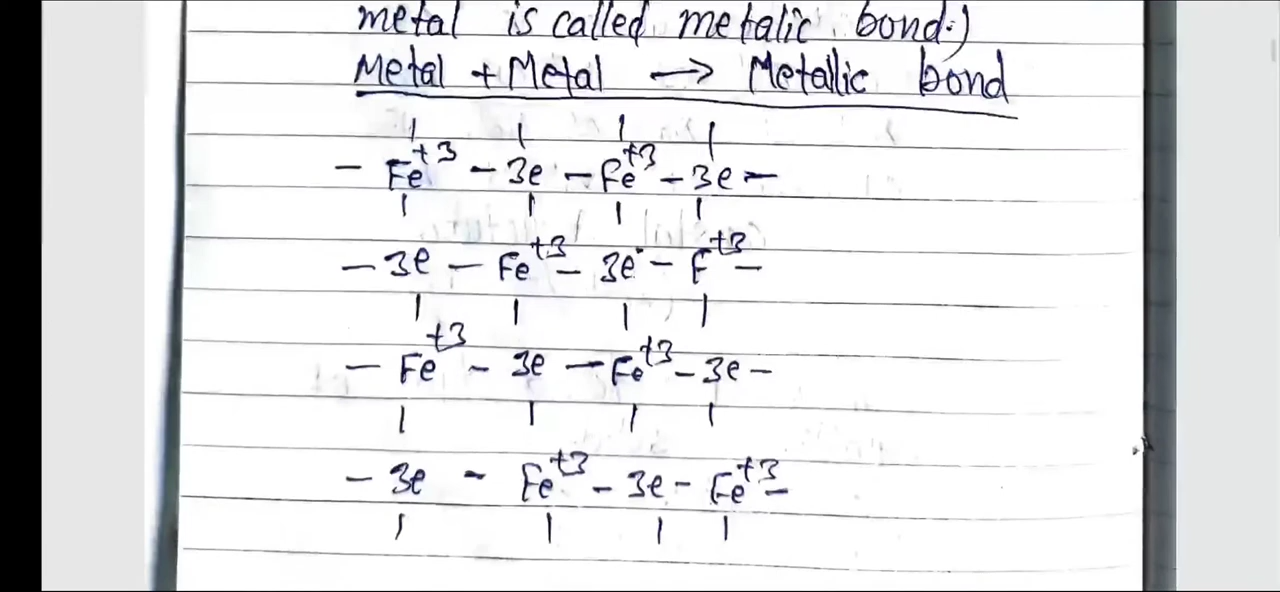 metal is called metalic bond:)
Metal + Metal → Metallic bond
- Fe+3 - 3e - Fe+3 - 3e -
- 3e - Fe+3 - 3e - F+3 -
- Fe+3 - 3e - Fe+3 - 3e -
- 3e - Fe+3 - 3e - Fe+3 -